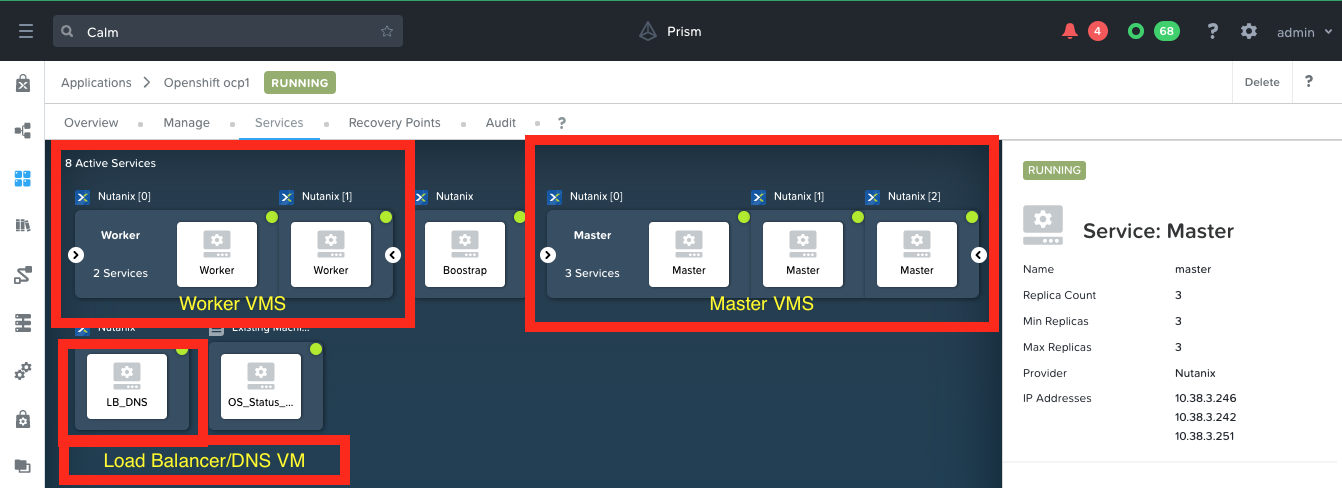 Calm
Prism
4
68
?
admin
Applications
Openshift ocp1
RUNNING
Delete
?
Overview
Manage
Services
Recovery Points
Audit
?
8 Active Services
Nutanix [0]
Nutanix [1]
Nutanix
Nutanix [0]
Nutanix [1]
Nutanix [2]
Worker
2 Services
Worker
Worker
Boostrap
Master
3 Services
Master
Master
Master
Worker VMS
Master VMS
Nutanix
Existing Machi...
LB_DNS
OS_Status_...
Load Balancer/DNS VM
RUNNING
Service: Master
Name master
Replica Count 3
Min Replicas 3
Max Replicas 3
Provider Nutanix
IP Addresses 10.38.3.246
10.38.3.242
10.38.3.251